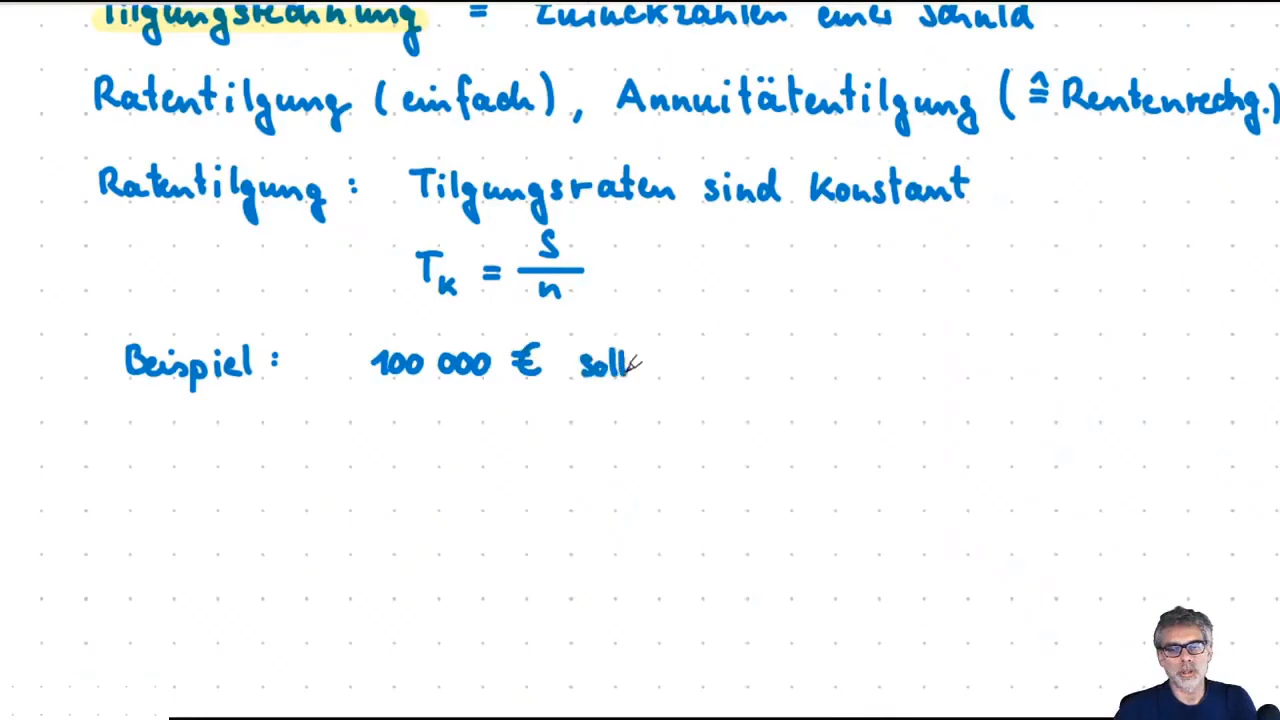 Tilgungsrechnung = Zurückzahlen einer Schuld
Ratentilgung (einfach), Annuitätentilgung (≙ Rentenrechg.)
Ratentilgung: Tilgungsraten sind konstant
T_k = S/n
Beispiel: 100 000 € soll